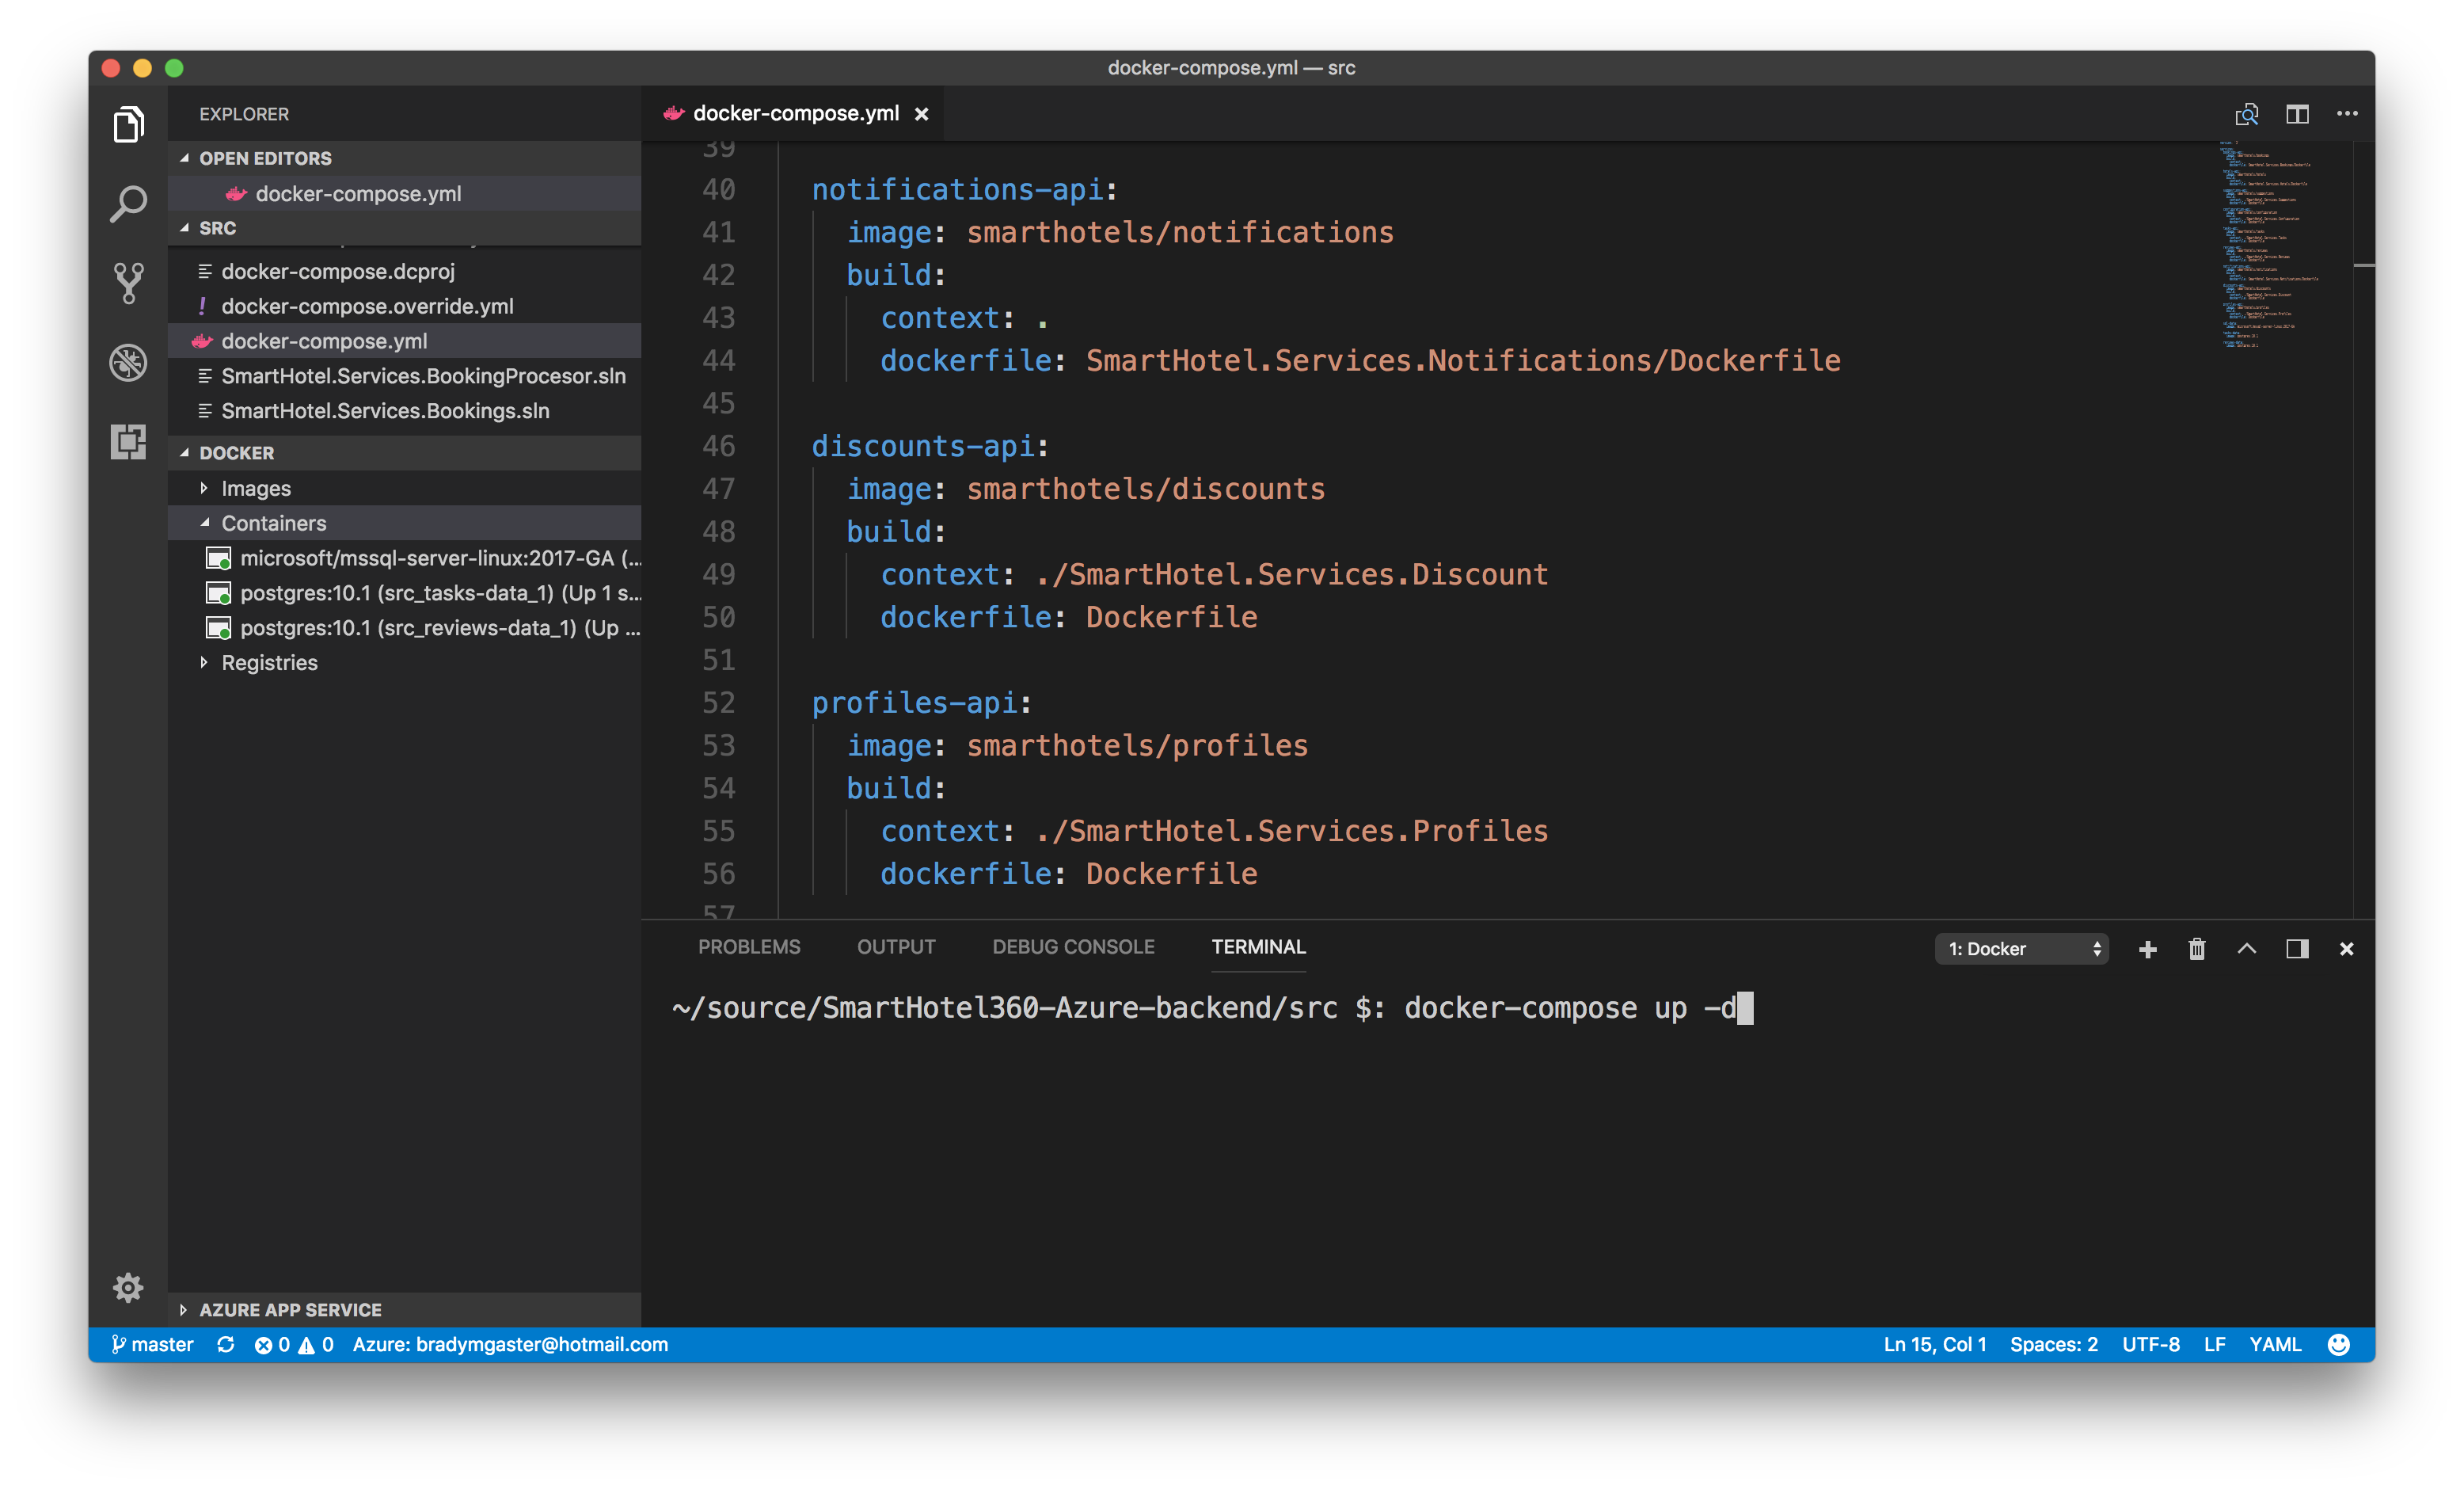 docker-compose.yml — src
EXPLORER
OPEN EDITORS
docker-compose.yml
SRC
docker-compose.dcproj
docker-compose.override.yml
docker-compose.yml
SmartHotel.Services.BookingProcesor.sln
SmartHotel.Services.Bookings.sln
DOCKER
Images
Containers
microsoft/mssql-server-linux:2017-GA (...
postgres:10.1 (src_tasks-data_1) (Up 1 s...
postgres:10.1 (src_reviews-data_1) (Up ...
Registries
AZURE APP SERVICE
docker-compose.yml
39
40 notifications-api:
41 image: smarthotels/notifications
42 build:
43 context: .
44 dockerfile: SmartHotel.Services.Notifications/Dockerfile
45
46 discounts-api:
47 image: smarthotels/discounts
48 build:
49 context: ./SmartHotel.Services.Discount
50 dockerfile: Dockerfile
51
52 profiles-api:
53 image: smarthotels/profiles
54 build:
55 context: ./SmartHotel.Services.Profiles
56 dockerfile: Dockerfile
57
PROBLEMS OUTPUT DEBUG CONSOLE TERMINAL 1: Docker
~/source/SmartHotel360-Azure-backend/src $: docker-compose up -d
master 0 0 Azure: bradymgaster@hotmail.com Ln 15, Col 1 Spaces: 2 UTF-8 LF YAML